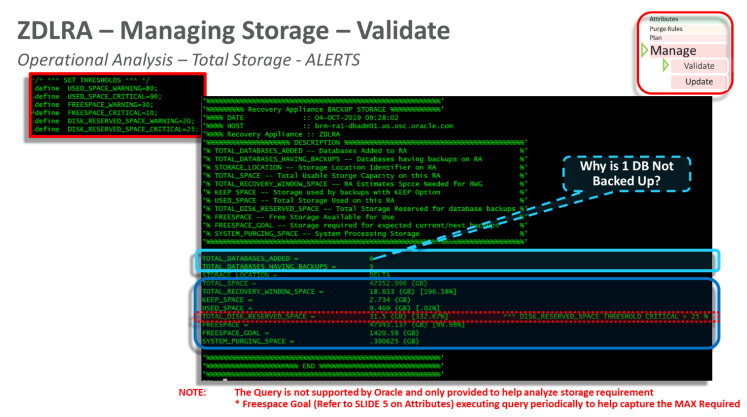 ZDLRA – Managing Storage – Validate
Operational Analysis – Total Storage - ALERTS
Attributes
Purge Rules
Plan
Manage
Validate
Update
/* *** SET THRESHOLDS *** */
define USED_SPACE_WARNING=80;
define USED_SPACE_CRITICAL=90;
define FREESPACE_WARNING=30;
define FREESPACE_CRITICAL=10;
define DISK_RESERVED_SPACE_WARNING=20;
define DISK_RESERVED_SPACE_CRITICAL=25;
Recovery Appliance BACKUP STORAGE
DATE :: 04-OCT-2019 09:28:02
HOST :: brm-ra1-dbadm01.us.osc.oracle.com
Recovery Appliance :: ZDLRA
DESCRIPTION
'% TOTAL_DATABASES_ADDED -- Databases Added to RA %'
'% TOTAL_DATABASES_HAVING_BACKUPS -- Databases having backups on RA %'
'% STORAGE_LOCATION -- Storage Location Identifier on RA %'
'% TOTAL_SPACE -- Total Usable Storge Capacity on this RA %'
'% TOTAL_RECOVERY_WINDOW_SPACE -- RA Estimates Spcce Needed for RWG %'
'% KEEP_SPACE -- Storage used by backups with KEEP Option %'
'% USED_SPACE -- Total Storage Used on this RA %'
'% TOTAL_DISK_RESERVED_SPACE -- Total Storage Reserved for database backups %'
'% FREESPACE -- Free Storage Available for Use %'
'% FREESPACE_GOAL -- Storage required for expected current/next backups %'
'% SYSTEM_PURGING_SPACE -- System Processing Storage %'
Why is 1 DB Not
Backed Up?
TOTAL_DATABASES_ADDED = 6
TOTAL_DATABASES_HAVING_BACKUPS = 5
STORAGE_LOCATION = DELTA
TOTAL_SPACE = 47352.996 (GB)
TOTAL_RECOVERY_WINDOW_SPACE = 18.613 (GB) [196.58%]
KEEP_SPACE = 2.734 (GB)
USED_SPACE = 9.469 (GB) [.02%]
TOTAL_DISK_RESERVED_SPACE = 31.5 (GB) [332.67%] *** DISK_RESERVED_SPACE THRESHOLD CRITICAL > 25 %
FREESPACE = 47343.137 (GB) [99.98%]
FREESPACE_GOAL = 1420.59 (GB)
SYSTEM_PURGING_SPACE = .390625 (GB)
END
NOTE: The Query is not supported by Oracle and only provided to help analyze storage requirement
* Freespace Goal (Refer to SLIDE 5 on Attributes) executing query periodically to help capture the MAX Required